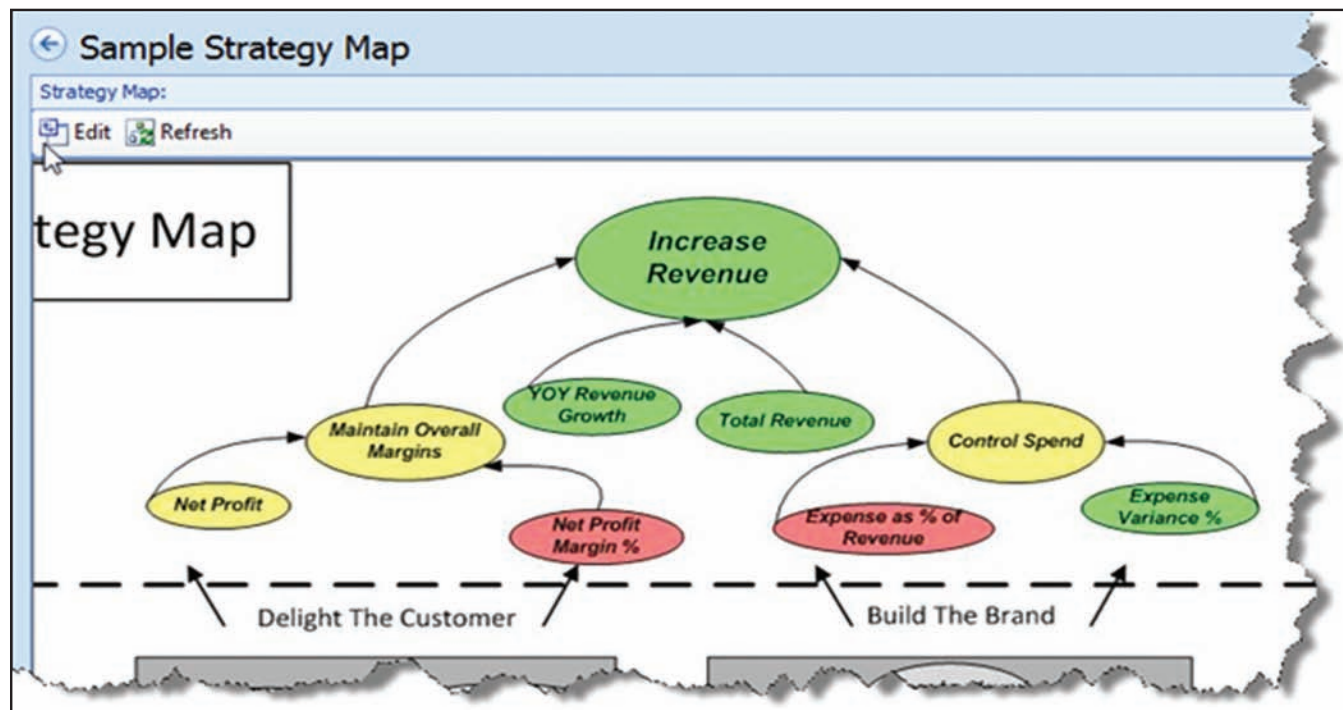 Sample Strategy Map
Strategy Map:
Edit Refresh
tegy Map
Increase
Revenue
YOY Revenue
Growth
Total Revenue
Maintain Overall
Margins
Control Spend
Net Profit
Net Profit
Margin %
Expense as % of
Revenue
Expense
Variance %
Delight The Customer
Build The Brand